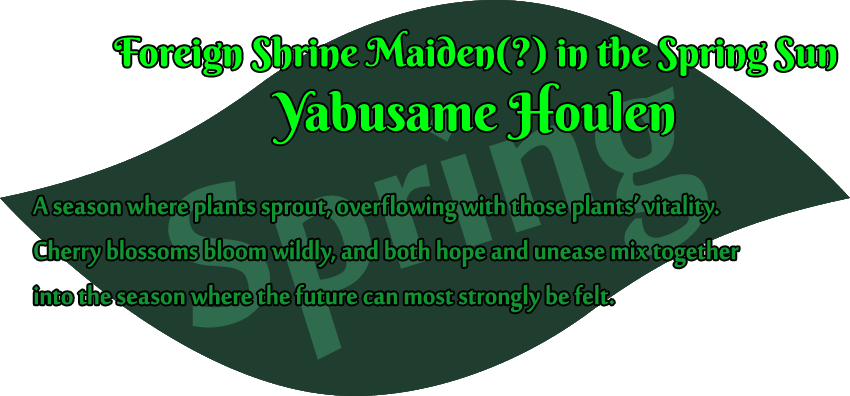 Foreign Shrine Maiden(?) in the Spring Sun
Yabusame Houlen
Spring
A season where plants sprout, overflowing with those plants’ vitality.
Cherry blossoms bloom wildly, and both hope and unease mix together
into the season where the future can most strongly be felt.